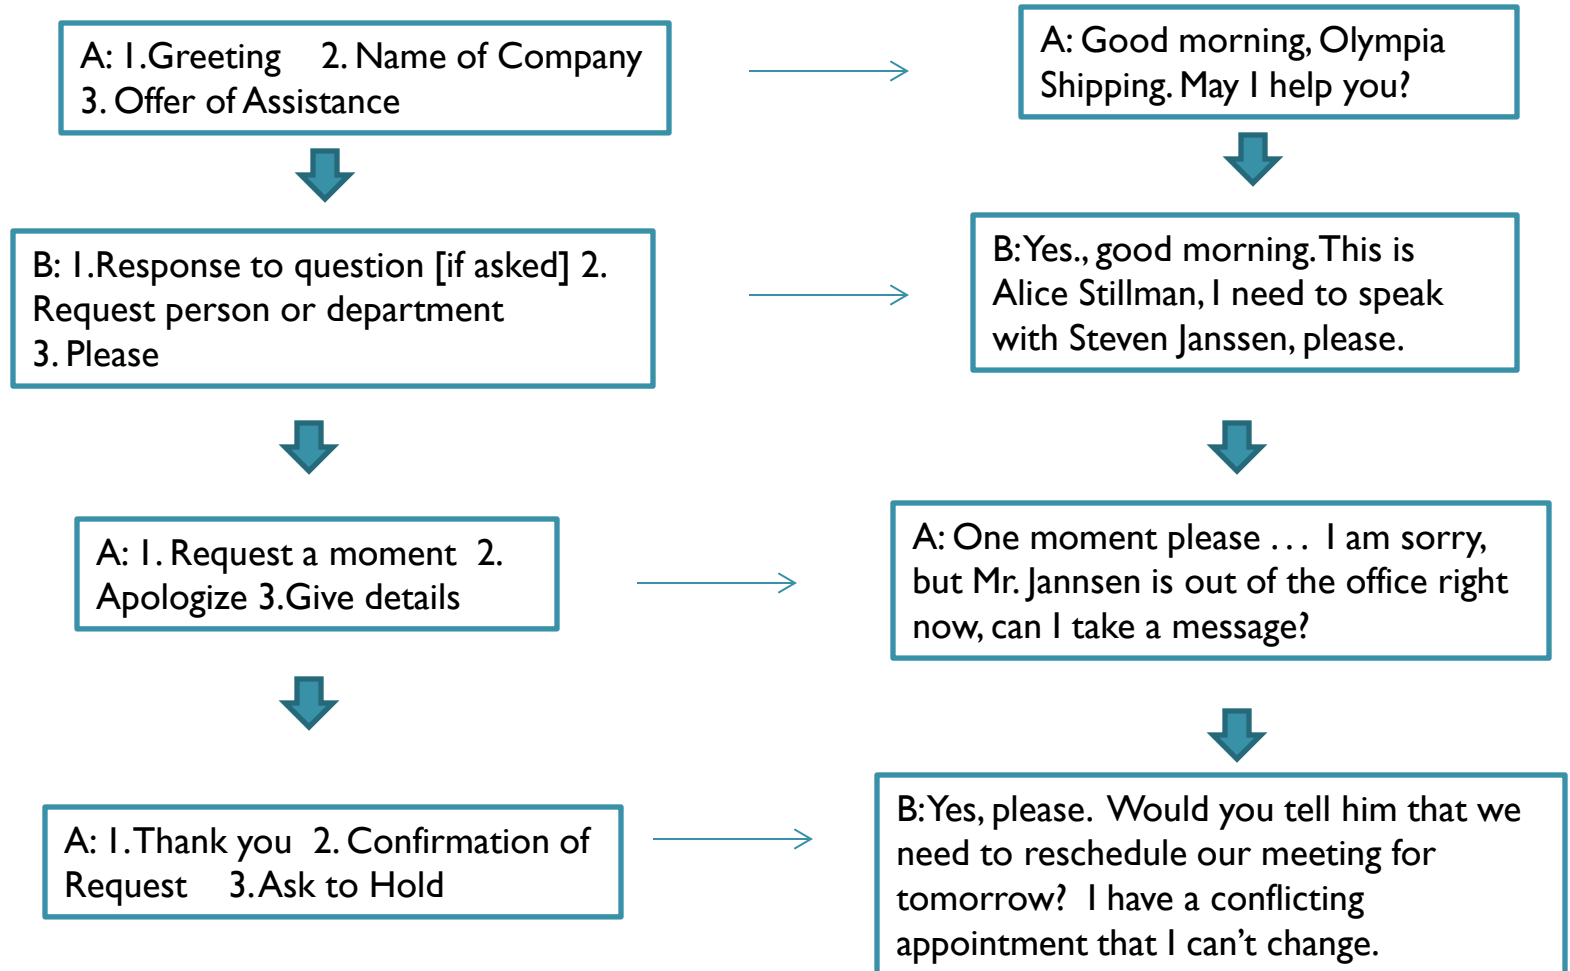 A: 1.Greeting 2. Name of Company
3. Offer of Assistance
A: Good morning, Olympia
Shipping. May I help you?
B: 1.Response to question [if asked] 2.
Request person or department
3. Please
B:Yes., good morning. This is
Alice Stillman, I need to speak
with Steven Janssen, please.
A: 1. Request a moment 2.
Apologize 3.Give details
A: One moment please ... I am sorry,
but Mr. Jannsen is out of the office right
now, can I take a message?
A: 1. Thank you 2. Confirmation of
Request 3. Ask to Hold
B:Yes, please. Would you tell him that we
need to reschedule our meeting for
tomorrow? I have a conflicting
appointment that I can't change.